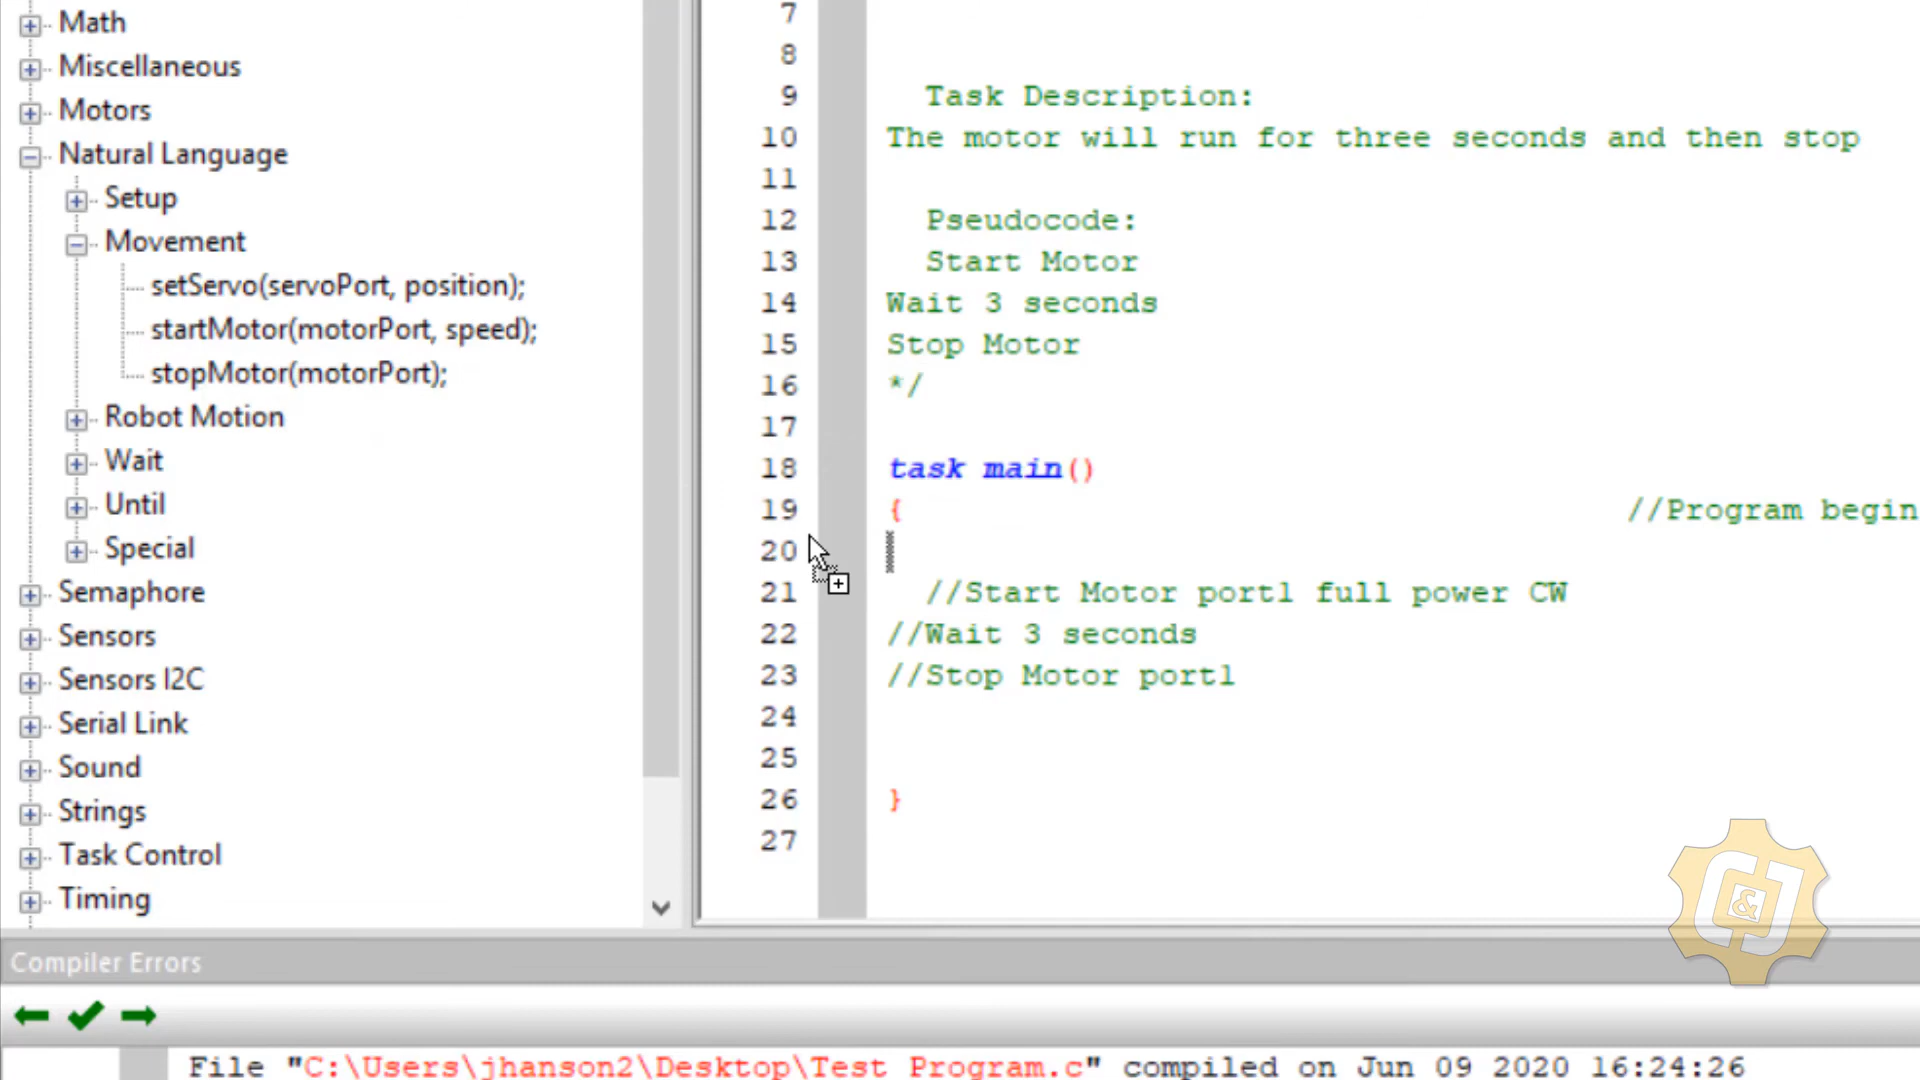 Math
Miscellaneous
Motors
Natural Language
Setup
Movement
setServo(servoPort, position);
startMotor(motorPort, speed);
stopMotor(motorPort);
Robot Motion
Wait
Until
Special
Semaphore
Sensors
Sensors I2C
Serial Link
Sound
Strings
Task Control
Timing
7
8
9 Task Description:
10 The motor will run for three seconds and then stop
11
12 Pseudocode:
13 Start Motor
14 Wait 3 seconds
15 Stop Motor
16 */
17
18 task main()
19 { //Program begin
20
21 //Start Motor port1 full power CW
22 //Wait 3 seconds
23 //Stop Motor port1
24
25
26 }
27
Compiler Errors
File "C:\Users\jhanson2\Desktop\Test Program.c" compiled on Jun 09 2020 16:24:26
C&J